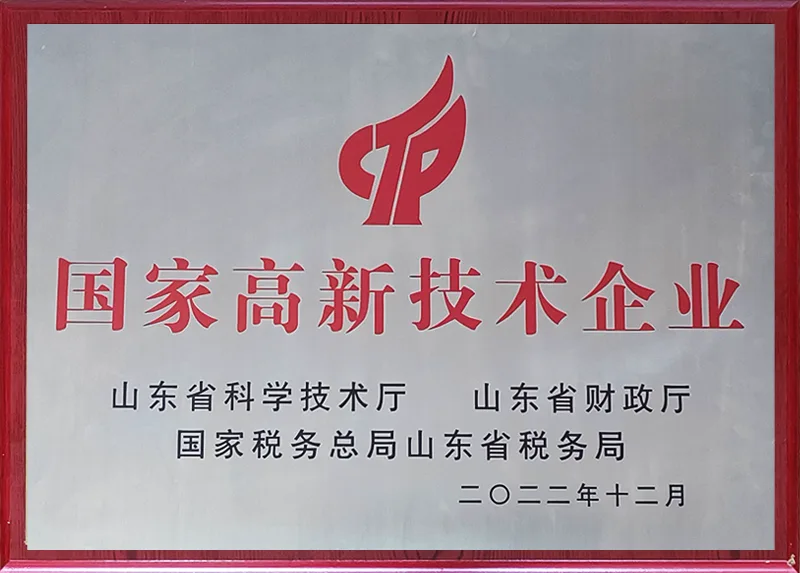 国家高新技术企业
山东省科学技术厅 山东省财政厅
国家税务总局山东省税务局
二〇二二年十二月